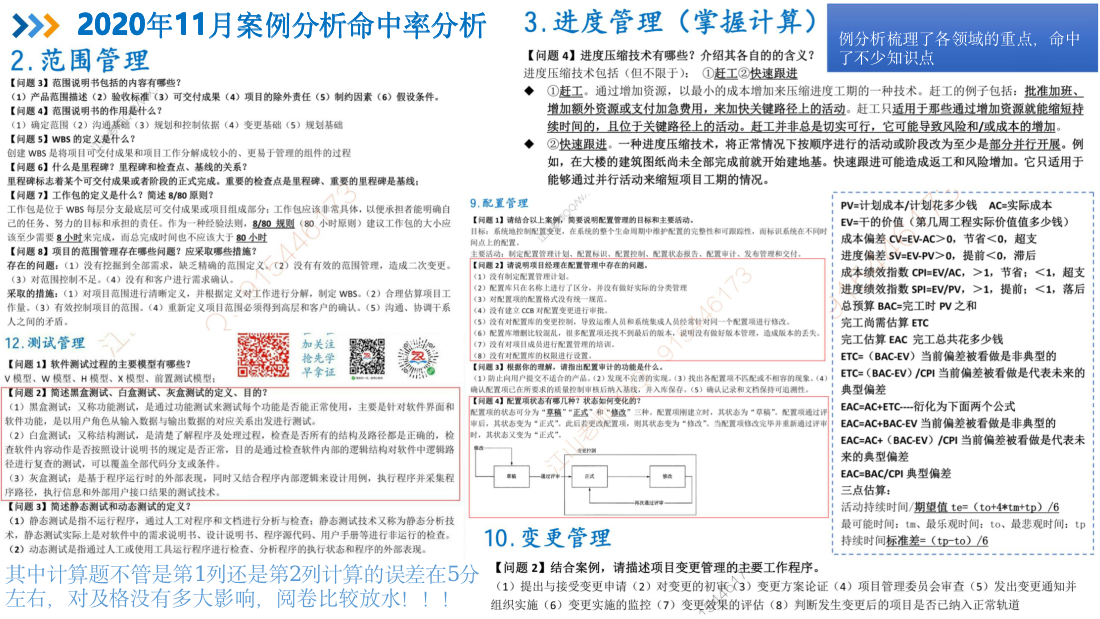 2020年11月案例分析命中率分析
2.范围管理
【问题 3】范围说明书包括的内容有哪些？
（1）产品范围描述（2）验收标准（3）可交付成果（4）项目的除外责任（5）制约因素（6）假设条件。
【问题 4】范围说明书的作用是什么？
（1）确定范围（2）沟通基础（3）规划和控制依据（4）变更基础（5）规划基础
【问题 5】WBS 的定义是什么？
创建 WBS 是将项目可交付成果和项目工作分解成较小的、更易于管理的组件的过程
【问题 6】什么是里程碑？里程碑和检查点、基线的关系？
里程碑标志着某个可交付成果或者阶段的正式完成。重要的检查点是里程碑、重要的里程碑是基线；
【问题 7】工作包的定义是什么？简述 8/80 原则？
工作包是位于 WBS 每层分支最底层可交付成果或项目组成部分；工作包应该非常具体，以便承担者能明确自
己的任务、努力的目标和承担的责任。作为一种经验法则，8/80 规则（80 小时原则）建议工作包的大小应
该至少需要 8 小时来完成，而总完成时间也不应该大于 80 小时
【问题 8】项目的范围管理存在哪些问题？应采取哪些措施？
存在的问题：（1）没有挖掘到全部需求，缺乏精确的范围定义。（2）没有有效的范围管理，造成二次变更。
（3）对范围控制不足。（4）没有和客户进行需求确认。
采取的措施：（1）对项目范围进行清晰定义，并根据定义对工作进行分解，制定 WBS。（2）合理估算项目工
作量。（3）有效控制项目的范围。（4）重新定义项目范围必须得到高层和客户的确认。（5）沟通、协调干系
人之间的矛盾。
12.测试管理
加关注
抢先学
早拿证
【问题 1】软件测试过程的主要模型有哪些？
V 模型、W 模型、H 模型、X 模型、前置测试模型；
【问题 2】简述黑盒测试、白盒测试、灰盒测试的定义、目的？
（1）黑盒测试：又称功能测试，是通过功能测试来测试每个功能是否能正常使用，主要是针对软件界面和
软件功能，是以用户角色从输入数据与输出数据的对应关系出发进行测试。
（2）白盒测试：又称结构测试，是清楚了解程序及处理过程，检查是否所有的结构及路径都是正确的，检
查软件内容动作是否按照设计说明书的规定是否正常，目的是通过检查软件内部的逻辑结构对软件中逻辑路
径进行复查的测试，可以覆盖全部代码分支或条件。
（3）灰盒测试：是基于程序运行时的外部表现，同时又结合程序内部逻辑来设计用例，执行程序并采集程
序路径，执行信息和外部用户接口结果的测试技术。
【问题 3】简述静态测试和动态测试的定义？
（1）静态测试是指不运行程序，通过人工对程序和文档进行分析与检查；静态测试技术又称为静态分析技
术，静态测试实际上是对软件中的需求说明书、设计说明书、程序源代码、用户手册等进行非运行的检查。
（2）动态测试是指通过人工或使用工具运行程序进行检查、分析程序的执行状态和程序的外部表现。
其中计算题不管是第1列还是第2列计算的误差在5分
左右，对及格没有多大影响，阅卷比较放水！！！
3.进度管理（掌握计算）
【问题 4】进度压缩技术有哪些？介绍其各自的的含义？
进度压缩技术包括（但不限于）： ①赶工②快速跟进
◆ ①赶工。通过增加资源，以最小的成本增加来压缩进度工期的一种技术。赶工的例子包括：批准加班、
增加额外资源或支付加急费用，来加快关键路径上的活动。赶工只适用于那些通过增加资源就能缩短持
续时间的，且位于关键路径上的活动。赶工并非总是切实可行，它可能导致风险和/或成本的增加。
◆ ②快速跟进。一种进度压缩技术，将正常情况下按顺序进行的活动或阶段改为至少是部分并行开展。例
如，在大楼的建筑图纸尚未全部完成前就开始建地基。快速跟进可能造成返工和风险增加。它只适用于
能够通过并行活动来缩短项目工期的情况。
例分析梳理了各领域的重点，命中
了不少知识点
9.配置管理
【问题 1】请结合以上案例，简要说明配置管理的目标和主要活动。
目标：系统地控制配置变更，在系统的整个生命周期中维护配置的完整性和可跟踪性，而标识系统在不同时
间点上的配置。
主要活动：制定配置管理计划、配置标识、配置控制、配置状态报告、配置审计、发布管理和交付。
【问题 2】请说明项目经理在配置管理中存在的问题。
（1）没有制定配置管理计划。
（2）配置库只在名称上进行了区分，并没有做好实际的分类管理
（3）对配置项的配置格式没有统一规范。
（4）没有建立 CCB 对配置变更进行审批。
（5）没有对配置库的变更控制，导致运维人员和系统集成人员经常针对同一个配置项进行修改。
（6）配置库增删比较混乱，很多配置项还找不到最后的版本，说明没有做好版本管理，造成版本的丢失。
（7）没有对项目成员进行配置管理的培训。
（8）没有对配置库的权限进行设置。
【问题 3】根据你的理解，请指出配置审计的功能是什么。
（1）防止向用户提交不适合的产品。（2）发现不完善的实现。（3）找出各配置项不匹配或不相容的现象。（4）
确认配置项已在所要求的质量控制审核后纳入基线，并入库保存。（5）确认记录和文档保持可追溯性。
【问题 4】配置项状态有哪几种？状态如何变化的？
配置项的状态可分为“草稿”“正式”和“修改”三种。配置项刚建立时，其状态为“草稿”。配置项通过评
审后，其状态变为“正式”。此后若更改配置项，则其状态变为“修改”。当配置项修改完毕并重新通过评审
时，其状态又变为“正式”。
修改
变更控制
草稿
通过评审
正式
修改
再次通过评审
PV=计划成本/计划花多少钱 AC=实际成本
EV=干的价值（第几周工程实际价值值多少钱）
成本偏差 CV=EV-AC＞0，节省＜0，超支
进度偏差 SV=EV-PV＞0，提前＜0，滞后
成本绩效指数 CPI=EV/AC，＞1，节省；＜1，超支
进度绩效指数 SPI=EV/PV，＞1，提前；＜1，落后
总预算 BAC=完工时 PV 之和
完工尚需估算 ETC
完工估算 EAC 完工总共花多少钱
ETC=（BAC-EV）当前偏差被看做是非典型的
ETC=（BAC-EV）/CPI 当前偏差被看做是代表未来的
典型偏差
EAC=AC+ETC----衍化为下面两个公式
EAC=AC+BAC-EV 当前偏差被看做是非典型的
EAC=AC+（BAC-EV）/CPI 当前偏差被看做是代表未
来的典型偏差
EAC=BAC/CPI 典型偏差
三点估算：
活动持续时间/期望值 te=（to+4*tm+tp）/6
最可能时间：tm、最乐观时间：to、最悲观时间：tp
持续时间标准差=（tp-to）/6
10.变更管理
【问题 2】结合案例，请描述项目变更管理的主要工作程序。
（1）提出与接受变更申请（2）对变更的初审（3）变更方案论证（4）项目管理委员会审查（5）发出变更通知并
组织实施（6）变更实施的监控（7）变更效果的评估（8）判断发生变更后的项目是否已纳入正常轨道